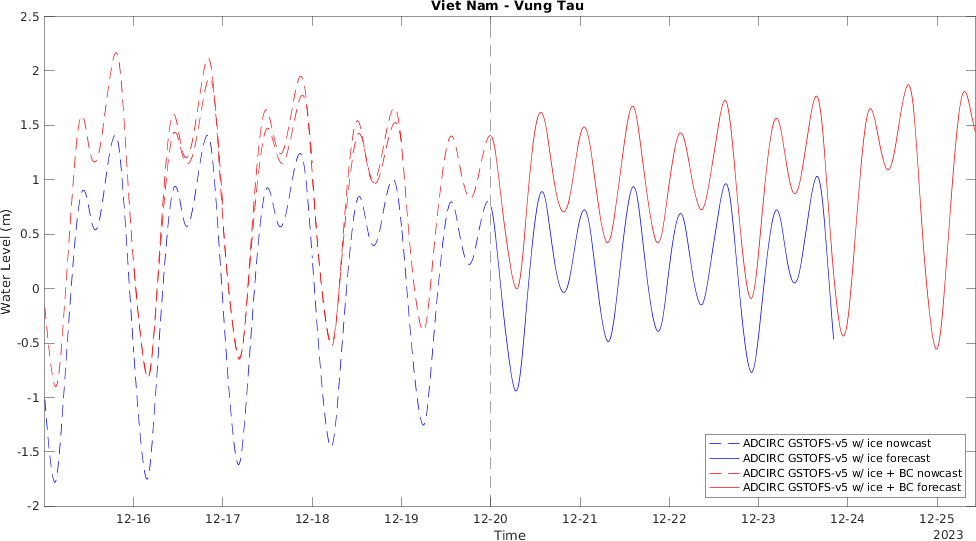 Viet Nam - Vung Tau
2.5
2
1.5
1
0.5
0
-0.5
-1
-1.5
-2
Water Level (m)
12-16 12-17 12-18 12-19 12-20 12-21 12-22 12-23 12-24 12-25
Time
2023
ADCIRC GSTOFS-v5 w/ ice nowcast
ADCIRC GSTOFS-v5 w/ ice forecast
ADCIRC GSTOFS-v5 w/ ice + BC nowcast
ADCIRC GSTOFS-v5 w/ ice + BC forecast